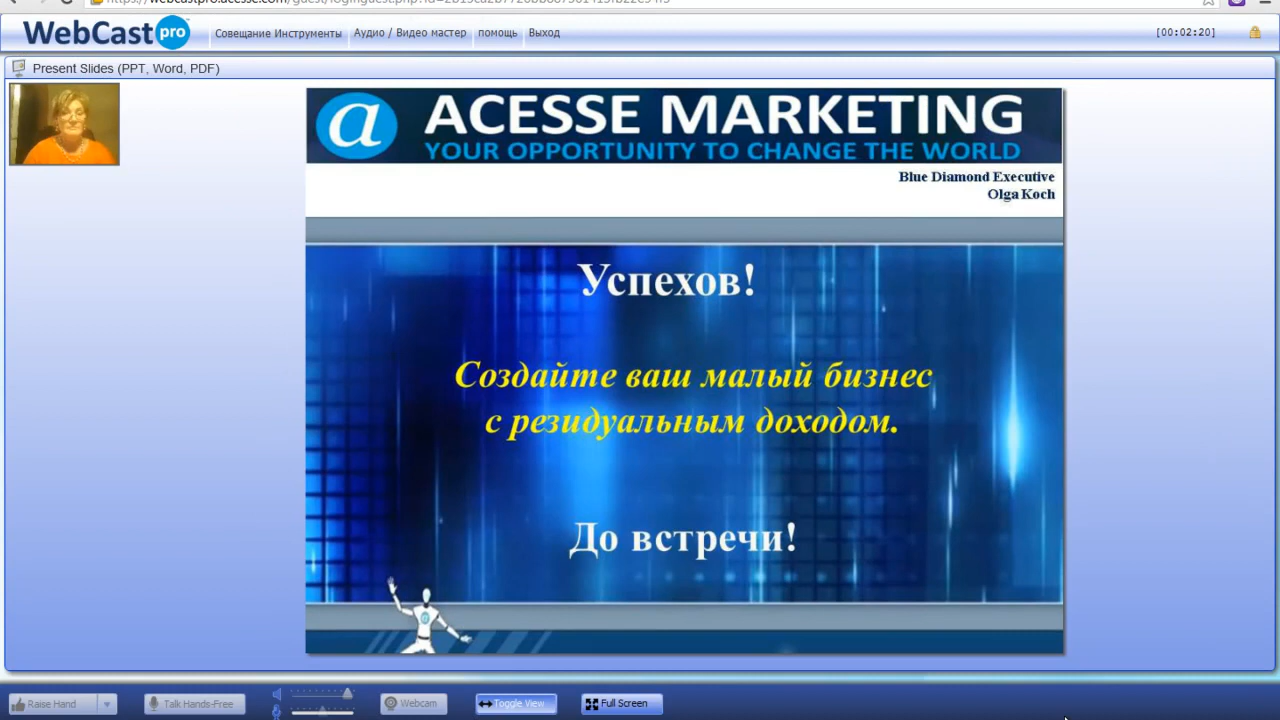 WebCast pro
Совещание Инструменты
Аудио / Видео мастер
помощь
Выход
[00:02:20]
Present Slides (PPT, Word, PDF)
a ACESSE MARKETING
YOUR OPPORTUNITY TO CHANGE THE WORLD
Blue Diamond Executive
Olga Koch
Успехов!
Создайте ваш малый бизнес
с резидуальным доходом.
До встречи!
Raise Hand
Talk Hands-Free
Webcam
Toggle View
Full Screen